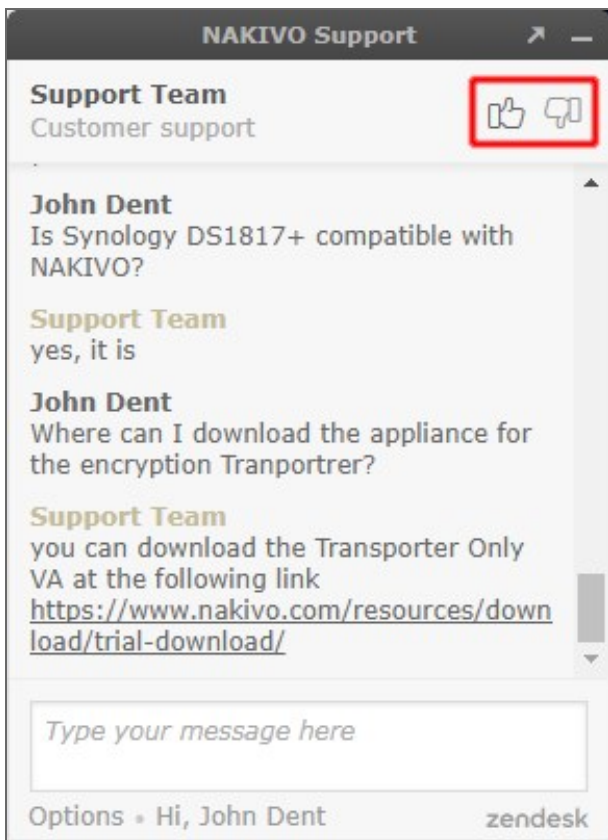 NAKIVO Support
Support Team
Customer support
John Dent
Is Synology DS1817+ compatible with
NAKIVO?
Support Team
yes, it is
John Dent
Where can I download the appliance for
the encryption Tranportrer?
Support Team
you can download the Transporter Only
VA at the following link
https://www.nakivo.com/resources/down
load/trial-download/
Type your message here
Options • Hi, John Dent
zendesk